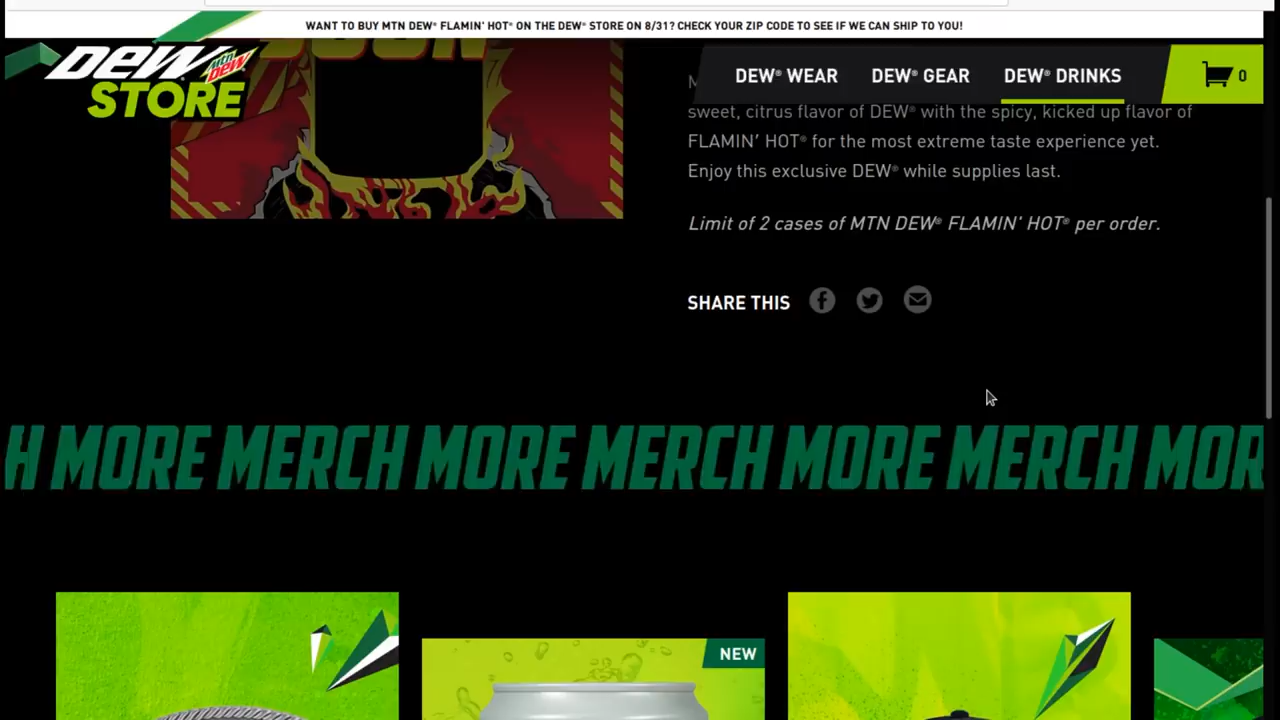 WANT TO BUY MTN DEW® FLAMIN' HOT® ON THE DEW® STORE ON 8/31? CHECK YOUR ZIP CODE TO SEE IF WE CAN SHIP TO YOU!
SOON
DEW
MTN DEW
STORE
DEW® WEAR
DEW® GEAR
DEW® DRINKS
0
sweet, citrus flavor of DEW® with the spicy, kicked up flavor of
FLAMIN' HOT® for the most extreme taste experience yet.
Enjoy this exclusive DEW® while supplies last.
Limit of 2 cases of MTN DEW® FLAMIN' HOT® per order.
SHARE THIS
H MORE MERCH MORE MERCH MORE MERCH MOR
NEW